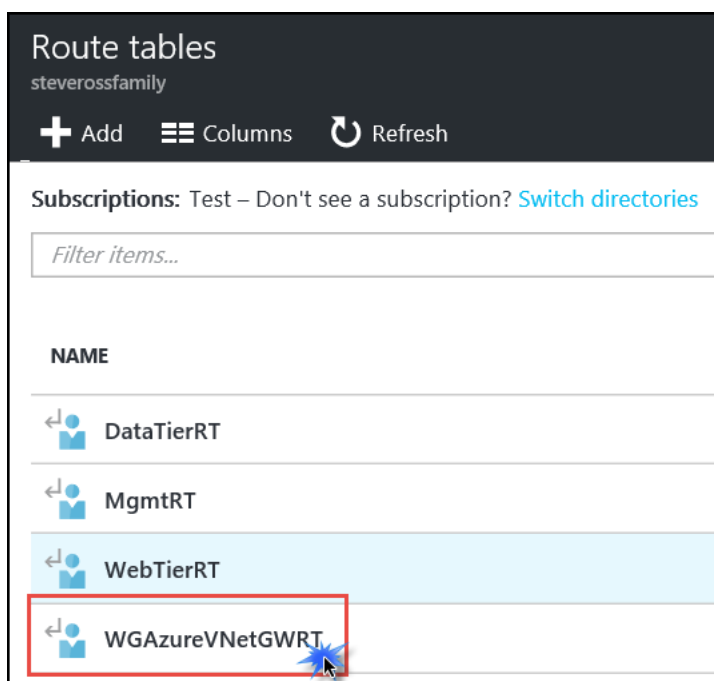 Route tables
steverossfamily
Add Columns Refresh
Subscriptions: Test – Don't see a subscription? Switch directories
Filter items...
NAME
DataTierRT
MgmtRT
WebTierRT
WGAzureVNetGWRT